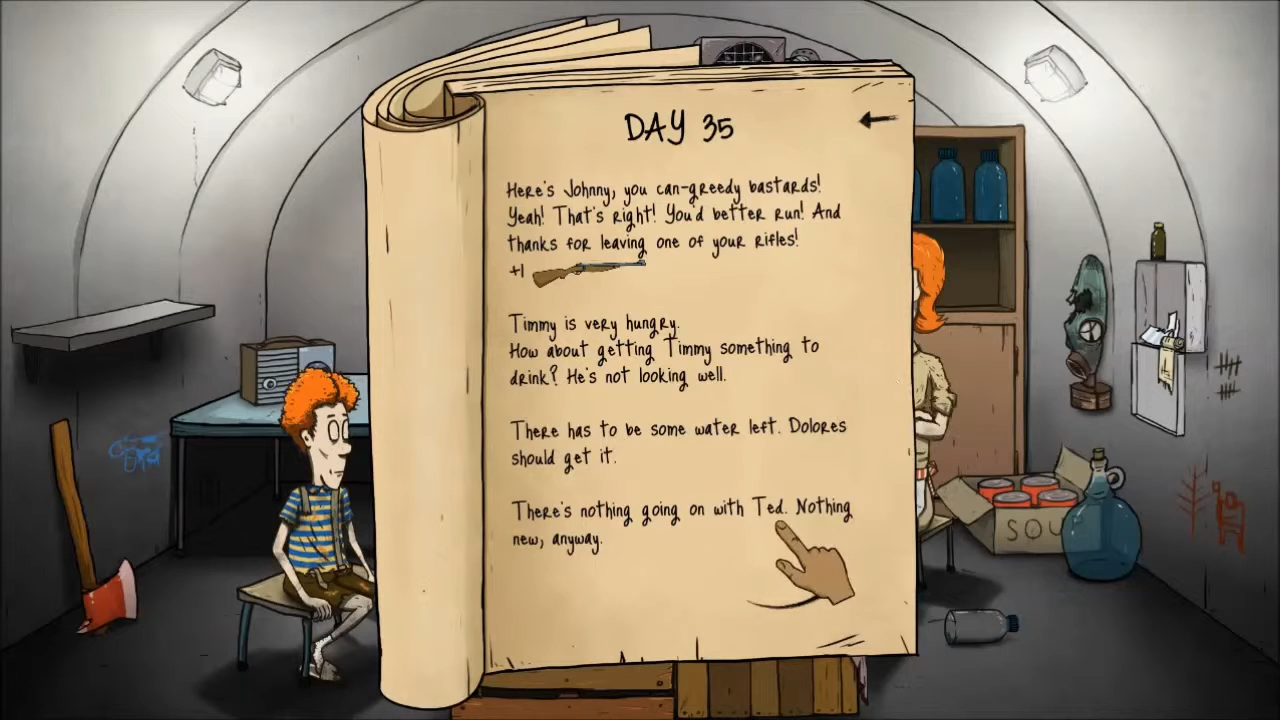 DAY 35
Here's Johnny, you can-greedy bastards!
Yeah! That's right! You'd better run! And
thanks for leaving one of your rifles!
+1
Timmy is very hungry.
How about getting Timmy something to
drink? He's not looking well.
There has to be some water left. Dolores
should get it.
There's nothing going on with Ted. Nothing
new, anyway.
SOU